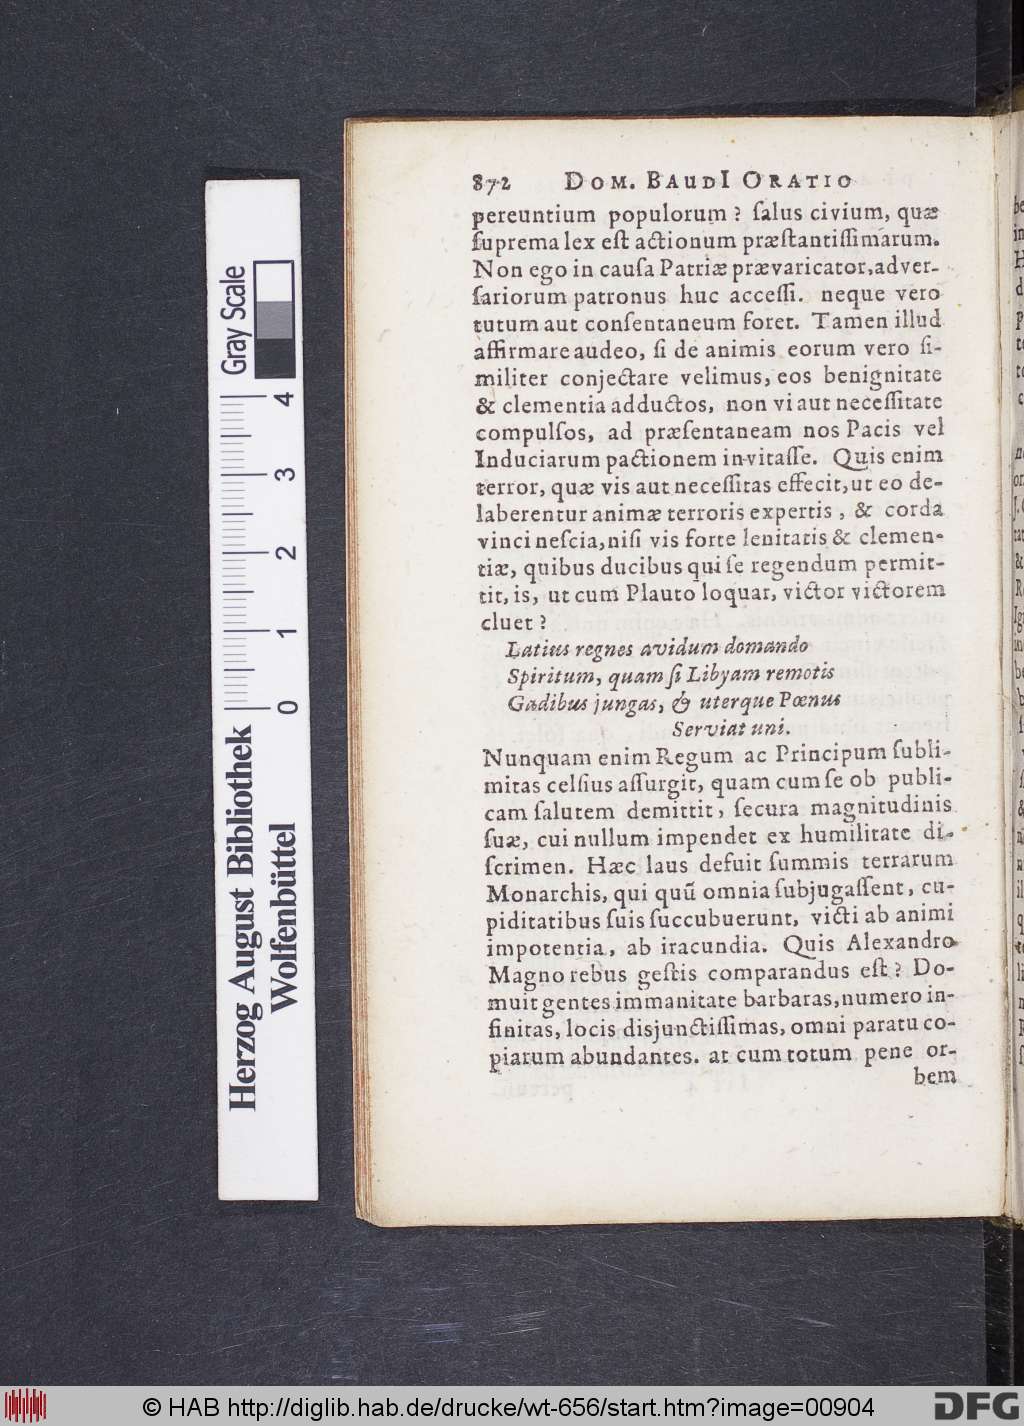 872 DOM. BAUDI ORATIO
pereuntium populorum? ſalus civium, quæ
ſuprema lex eſt actionum præſtantiſſimarum.
Non ego in cauſa Patriæ prævaricator, adver-
ſariorum patronus huc acceſſi. neque vero
tutum aut conſentaneum foret. Tamen illud
affirmare audeo, ſi de animis eorum vero ſi-
militer conjectare velimus, eos benignitate
& clementia adductos, non vi aut neceſſitate
compulſos, ad præſentaneam nos Pacis vel
Induciarum pactionem invitaſſe. Quis enim
terror, quæ vis aut neceſſitas effecit, ut eo de-
laberentur animæ terroris expertis, & corda
vinci neſcia, niſi vis forte lenitatis & clemen-
tiæ, quibus ducibus qui ſe regendum permit-
tit, is, ut cum Plauto loquar, victor victorem
cluet?
Latius regnes avidum domando
Spiritum, quam ſi Libyam remotis
Gadibus jungas, & uterque Pœnus
Serviat uni.
Nunquam enim Regum ac Principum ſubli-
mitas celſius aſſurgit, quam cum ſe ob publi-
cam ſalutem demittit, ſecura magnitudinis
ſuæ, cui nullum impendet ex humilitate di-
ſcrimen. Hæc laus defuit ſummis terrarum
Monarchis, qui quū omnia ſubjugaſſent, cu-
piditatibus ſuis ſuccubuerunt, victi ab animi
impotentia, ab iracundia. Quis Alexandro
Magno rebus geſtis comparandus eſt? Do-
muit gentes immanitate barbaras, numero in-
finitas, locis disjunctiſſimas, omni paratu co-
piarum abundantes. at cum totum pene or-
bem
Herzog August Bibliothek
Wolfenbüttel
0 1 2 3 4
Gray Scale
© HAB http://diglib.hab.de/drucke/wt-656/start.htm?image=00904
DFG